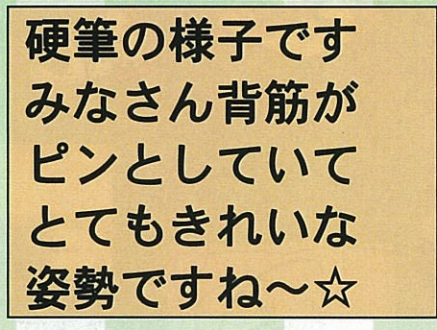 硬筆の様子です
みなさん背筋が
ピンとしていて
とてもきれいな
姿勢ですね～☆